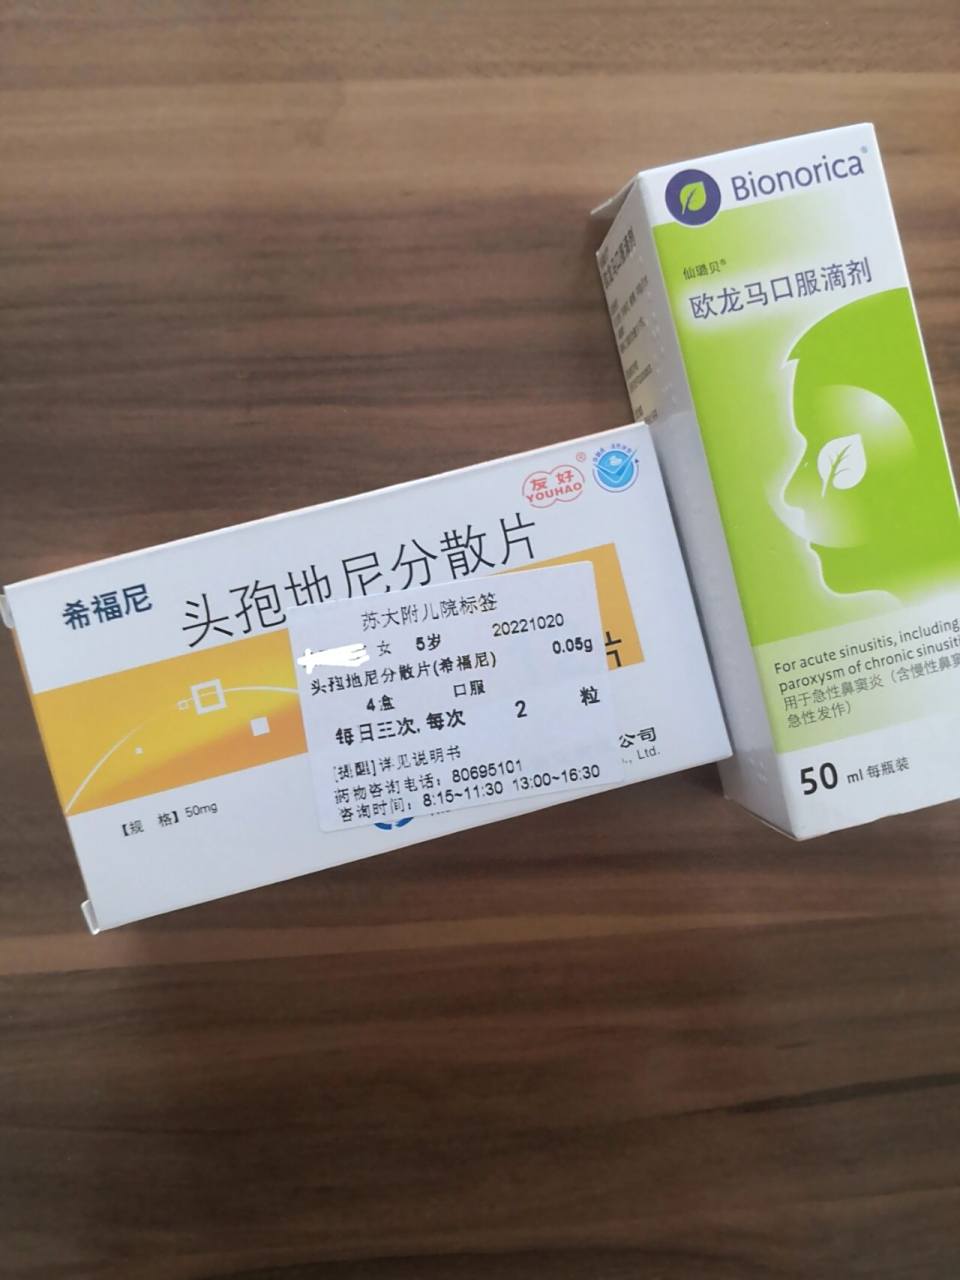 Bionorica®
仙璐贝®
欧龙马口服滴剂
For acute sinusitis, including
paroxysm of chronic sinusiti
用于急性鼻窦炎（含慢性鼻窦
急性发作）
50 ml 每瓶装
友好®
YOUHAO
希福尼
头孢地尼分散片
苏大附儿院标签
女 5岁 20221020
头孢地尼分散片(希福尼) 0.05g
4盒 口服
每日三次, 每次 2 粒
[提醒]详见说明书
药物咨询电话：80695101
咨询时间：8:15~11:30 13:00~16:30
片
公司
., Ltd.
【规 格】50mg